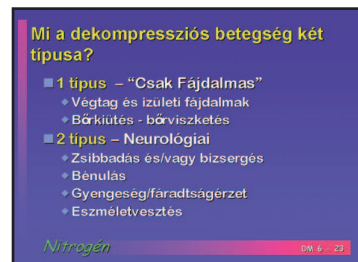 Mi a dekompressziós betegség két
típusa?
1 típus – “Csak Fájdalmas”
Végtag és izületi fájdalmak
Bőrkiütés - bőrviszketés
2 típus – Neurológiai
Zsibbadás és/vagy bizsergés
Bénulás
Gyengeség/fáradtságérzet
Eszméletvesztés
Nitrogén
DM 6 - 23